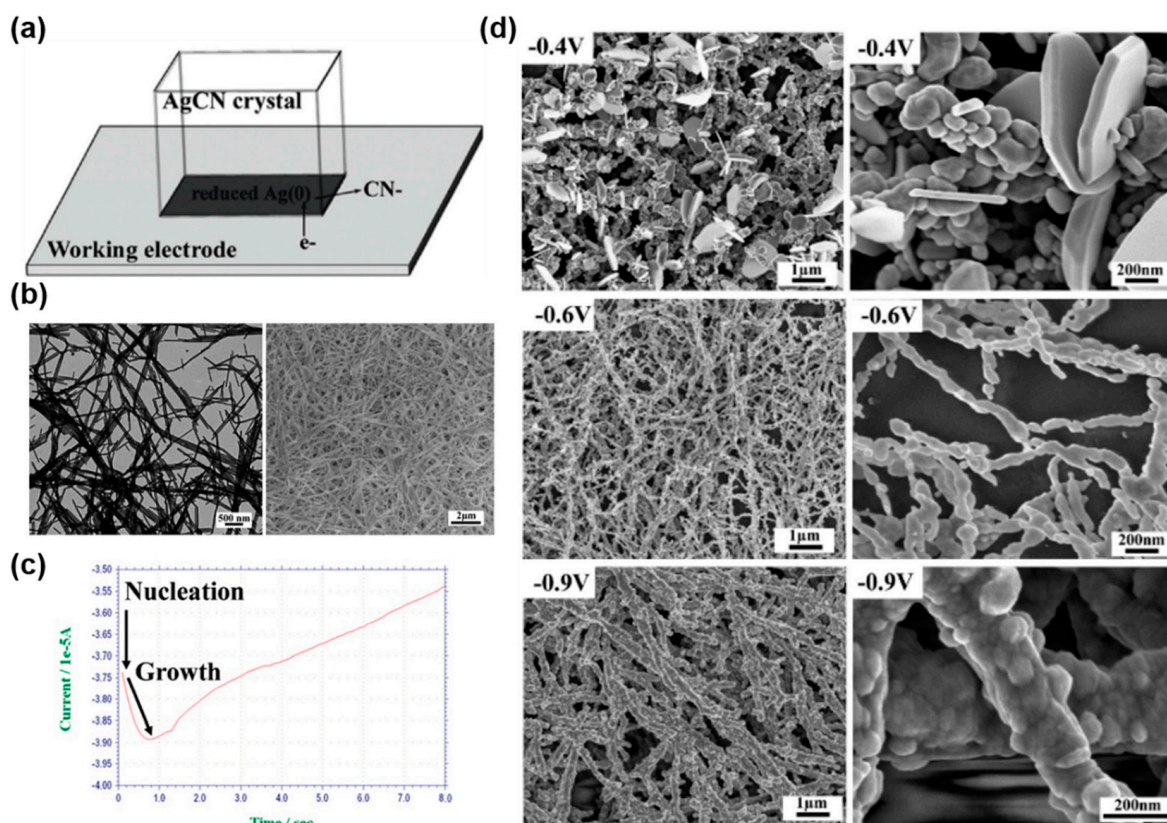 (a)
AgCN crystal
reduced Ag(0)
CN-
e-
Working electrode
(b)
500 nm
2µm
(c)
-3.50
-3.55
-3.60
-3.65
-3.70
-3.75
-3.80
-3.85
-3.90
-3.95
-4.00
Current / 1e-5A
Nucleation
Growth
0
1.0
2.0
3.0
4.0
5.0
6.0
7.0
8.0
Time / sec
(d)
-0.4V
1µm
-0.4V
200nm
-0.6V
1µm
-0.6V
200nm
-0.9V
1µm
-0.9V
200nm